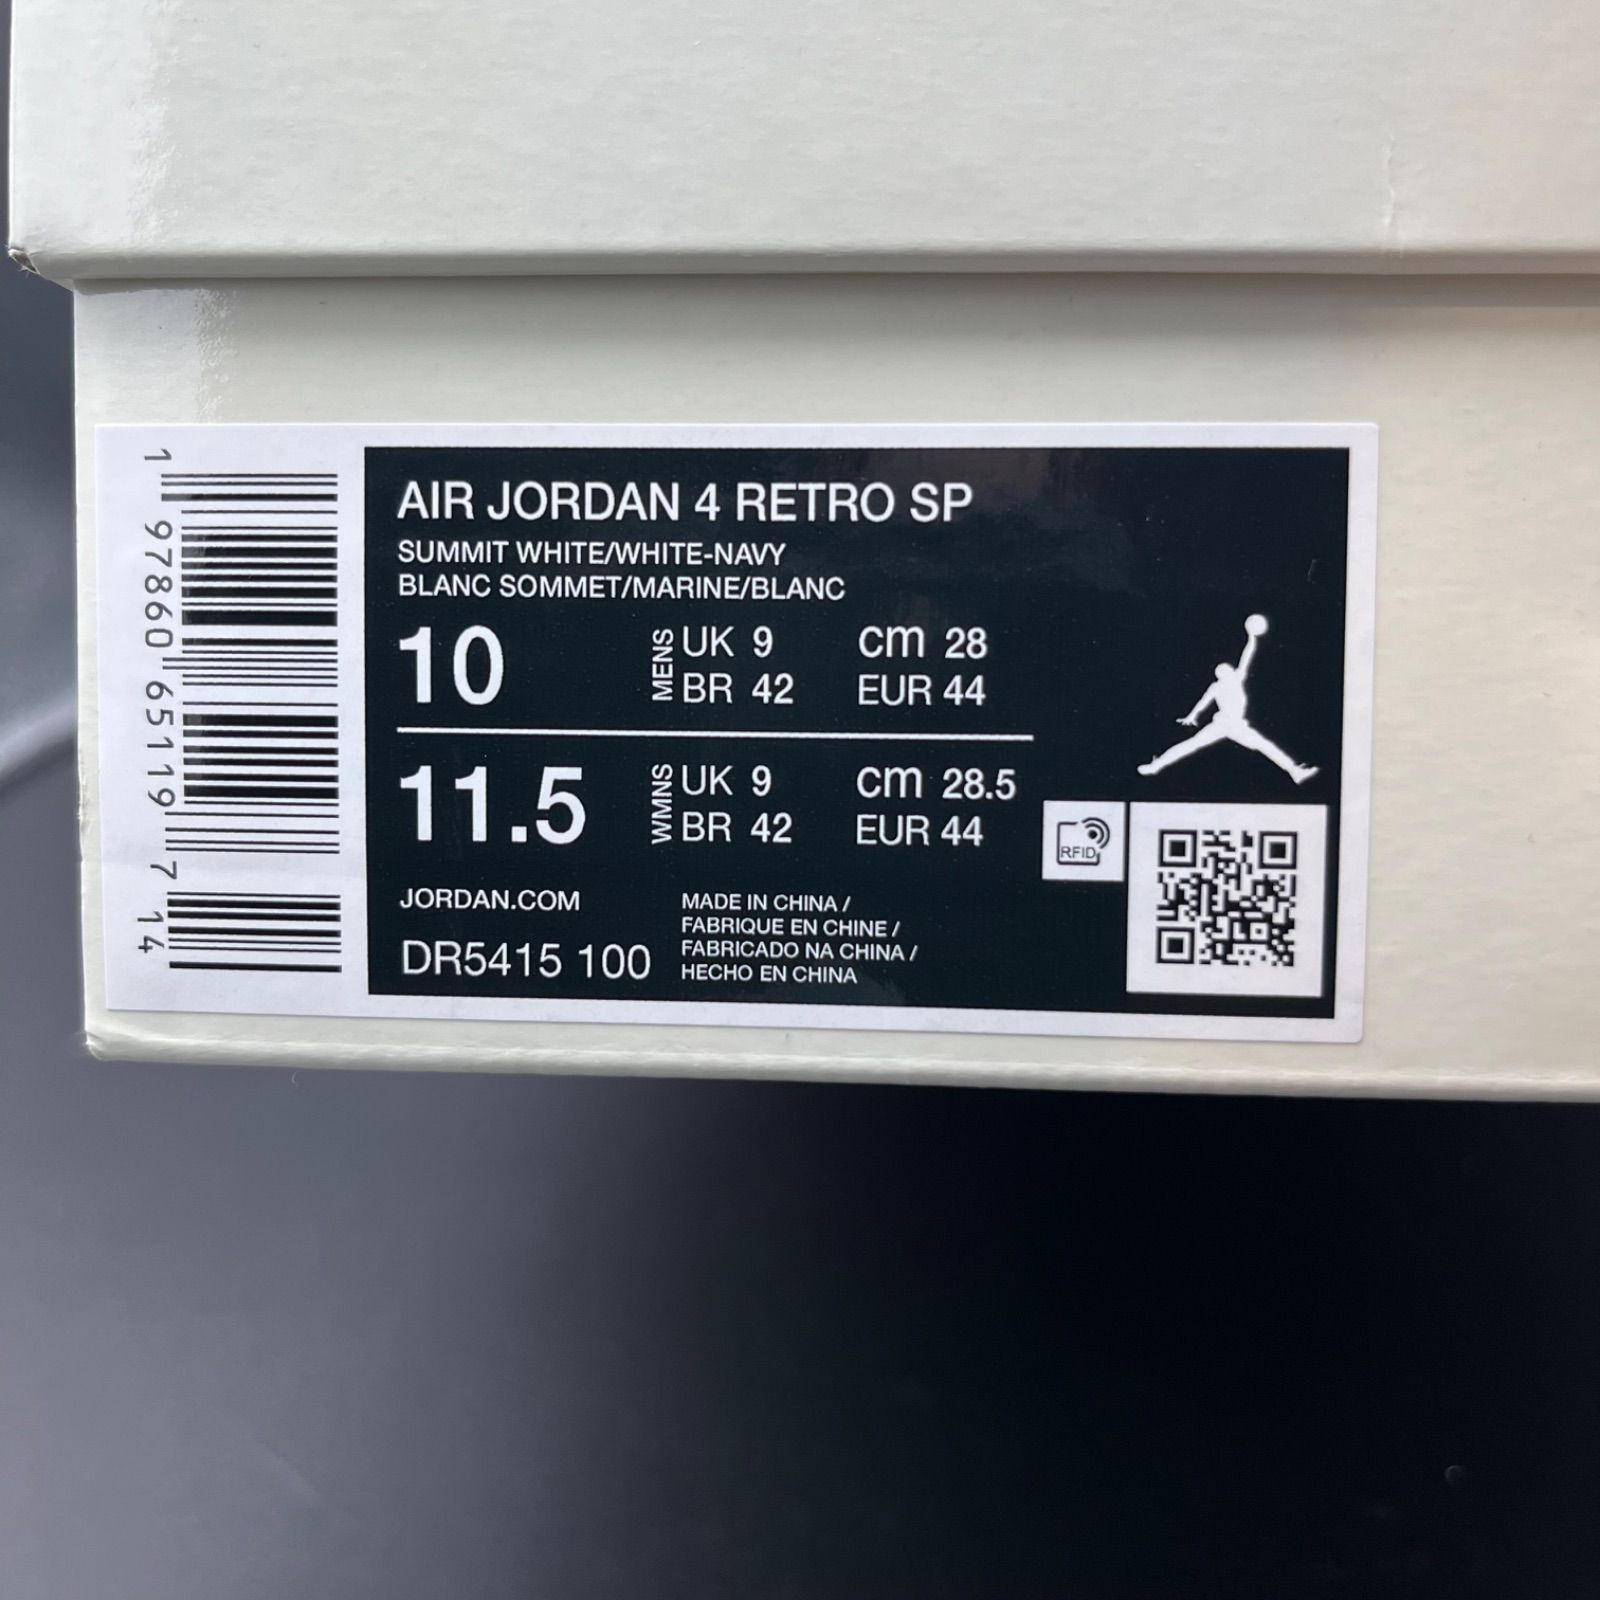 1 97860 65119 7 14
AIR JORDAN 4 RETRO SP
SUMMIT WHITE/WHITE-NAVY
BLANC SOMMET/MARINE/BLANC
10 MENS UK 9 cm 28
BR 42 EUR 44
11.5 WMNS UK 9 cm 28.5
BR 42 EUR 44
RFID
JORDAN.COM
DR5415 100
MADE IN CHINA /
FABRIQUE EN CHINE /
FABRICADO NA CHINA /
HECHO EN CHINA